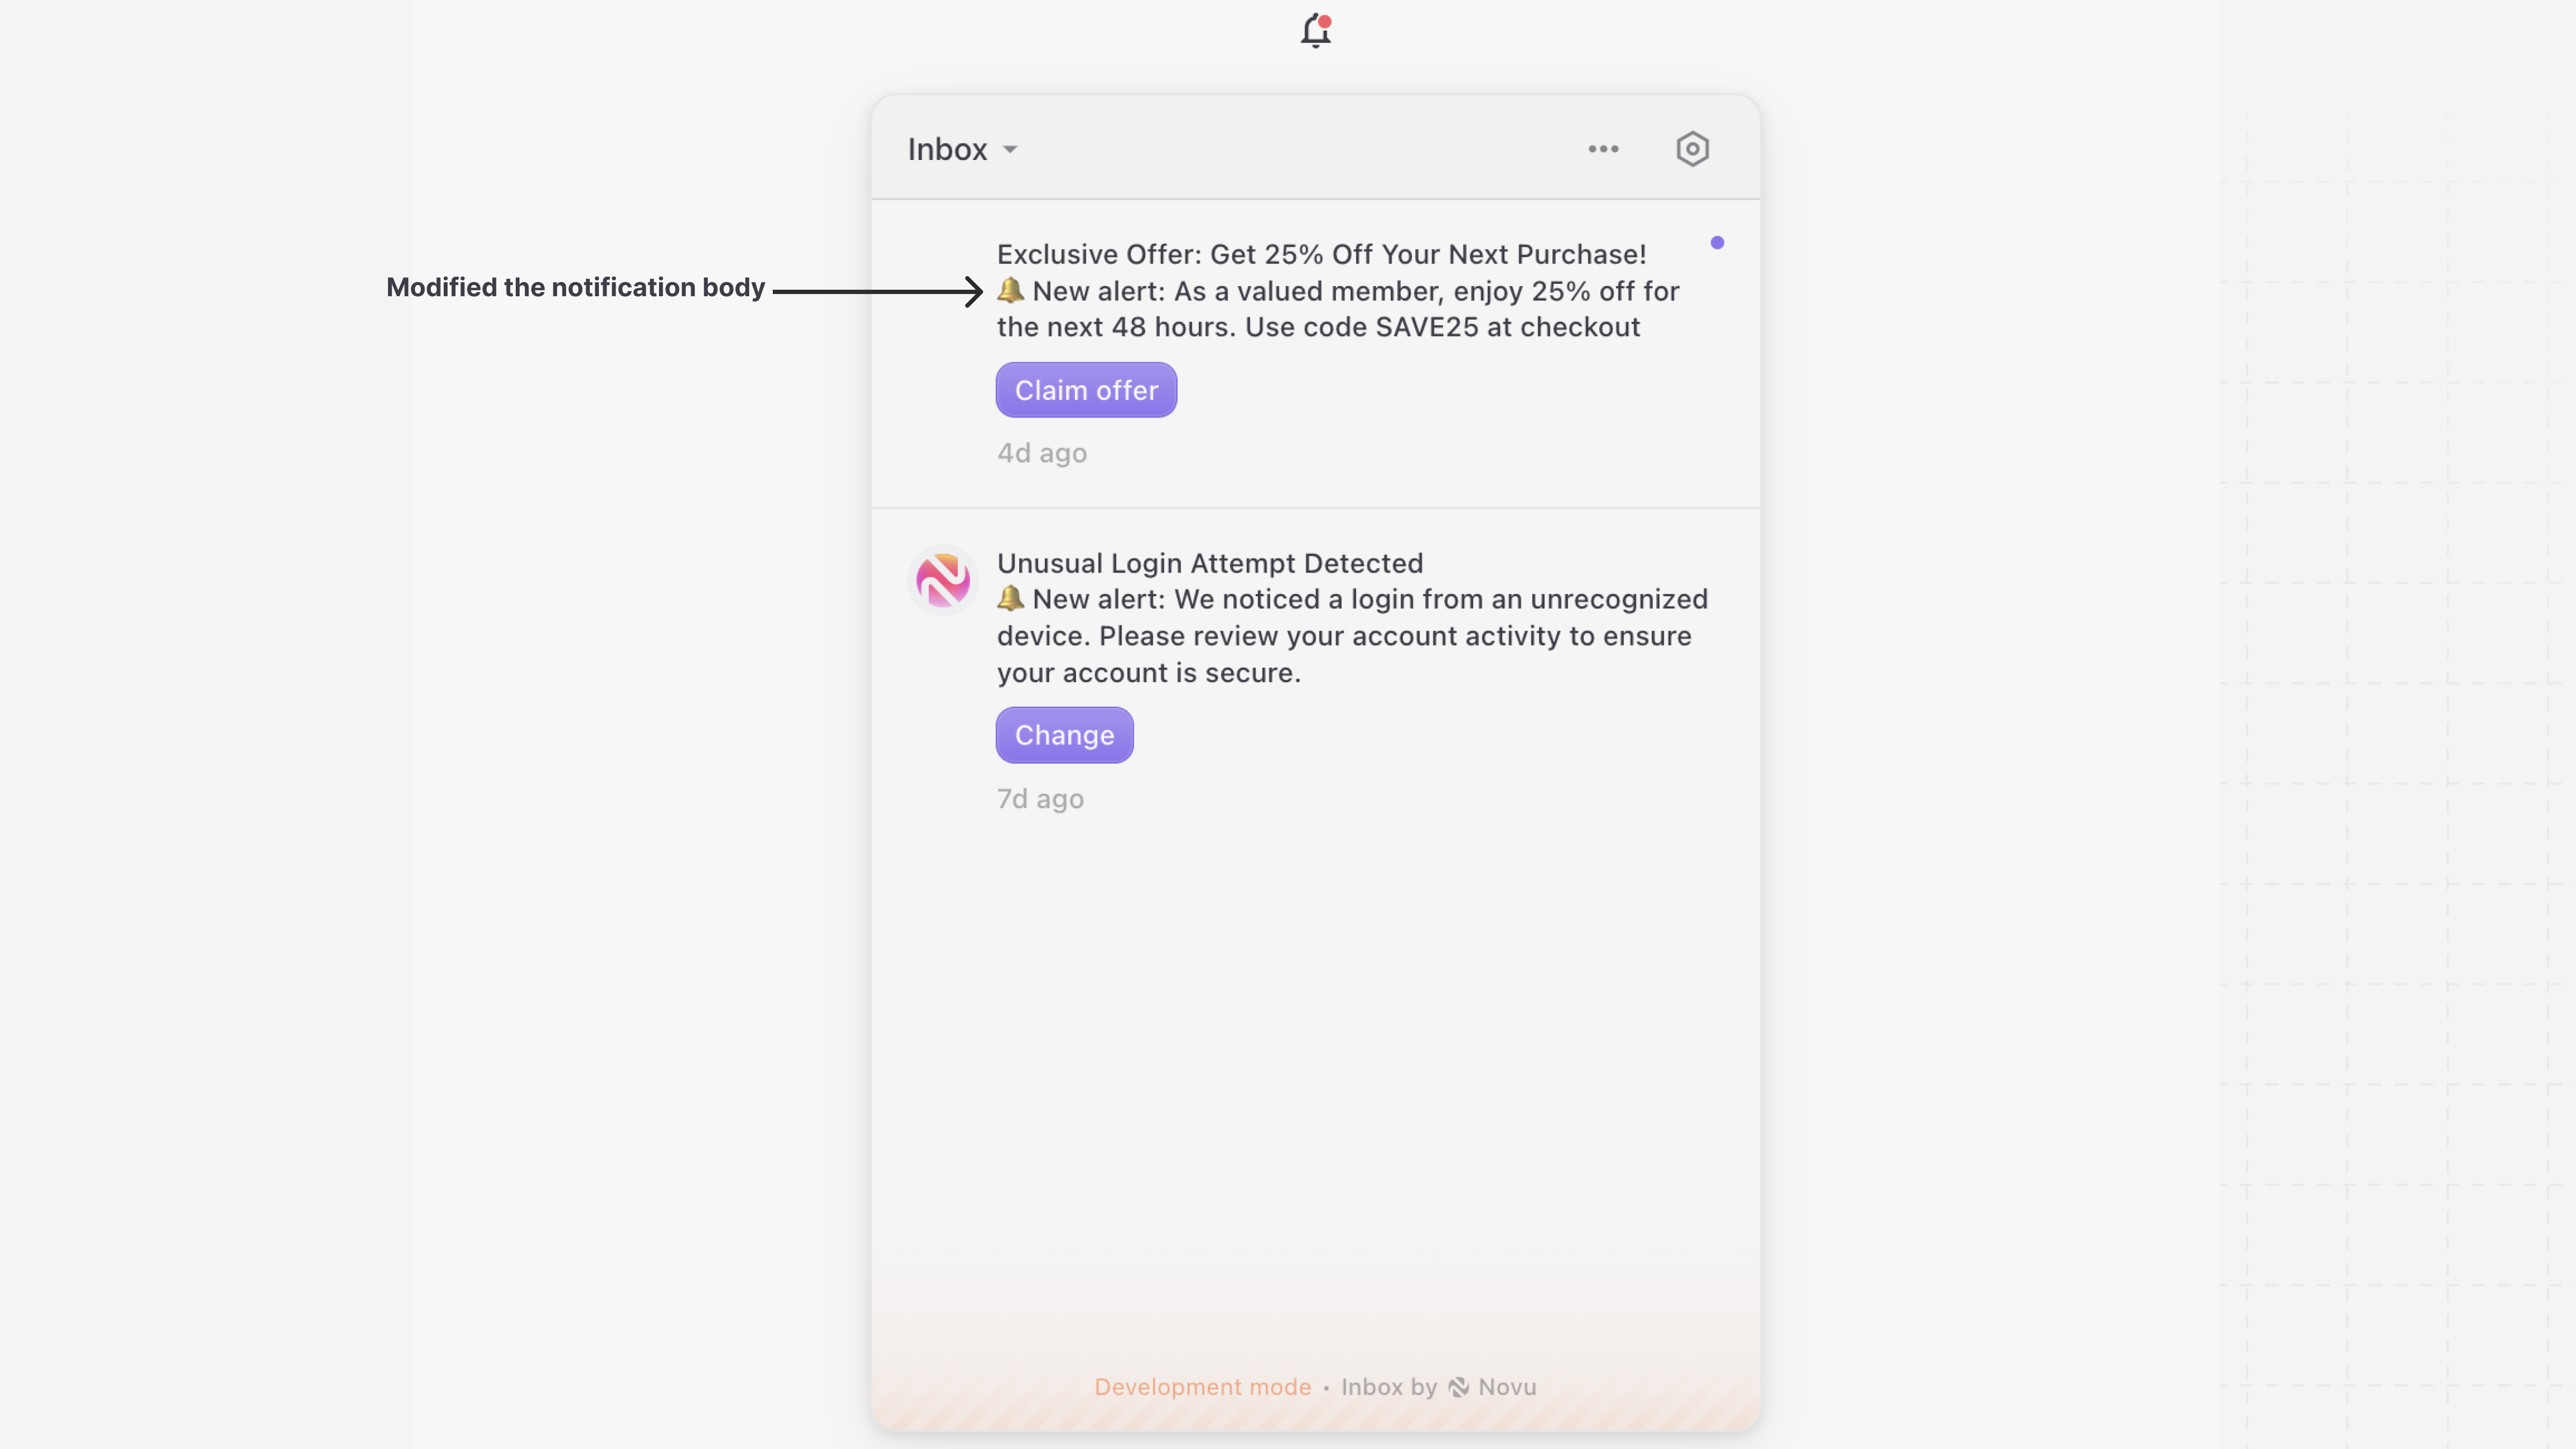 Inbox
Modified the notification body
Exclusive Offer: Get 25% Off Your Next Purchase!
🔔 New alert: As a valued member, enjoy 25% off for
the next 48 hours. Use code SAVE25 at checkout
Claim offer
4d ago
Unusual Login Attempt Detected
🔔 New alert: We noticed a login from an unrecognized
device. Please review your account activity to ensure
your account is secure.
Change
7d ago
Development mode • Inbox by Novu